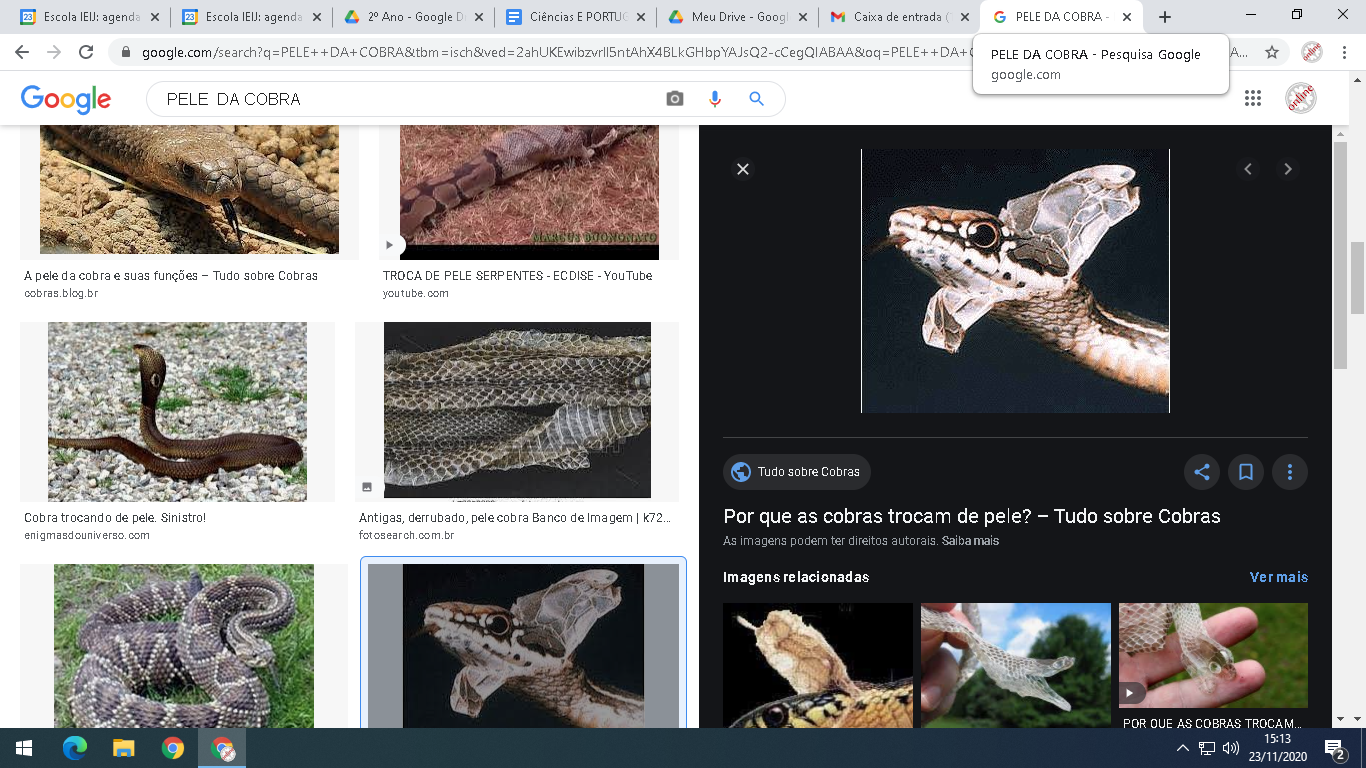 Escola IEIJ: agenda
Escola IEIJ: agenda
2º Ano - Google D
Ciências E PORTUG
Meu Drive - Googl
Caixa de entrada (
PELE DA COBRA -
google.com/search?q=PELE++DA+COBRA&tbm=isch&ved=2ahUKEwibzvrII5ntAhX4BLkGHbpYAJsQ2-cCegQIABAA&oq=PELE++DA+C
A...
PELE DA COBRA - Pesquisa Google
google.com
Google
PELE DA COBRA
online
MARCUS BUONONATO
A pele da cobra e suas funções – Tudo sobre Cobras
cobras.blog.br
TROCA DE PELE SERPENTES - ECDISE - YouTube
youtube.com
Cobra trocando de pele. Sinistro!
enigmasdouniverso.com
Antigas, derrubado, pele cobra Banco de Imagem | k72...
fotosearch.com.br
Tudo sobre Cobras
Por que as cobras trocam de pele? – Tudo sobre Cobras
As imagens podem ter direitos autorais. Saiba mais
Imagens relacionadas
Ver mais
POR QUE AS COBRAS TROCAM...
15:13
23/11/2020
2